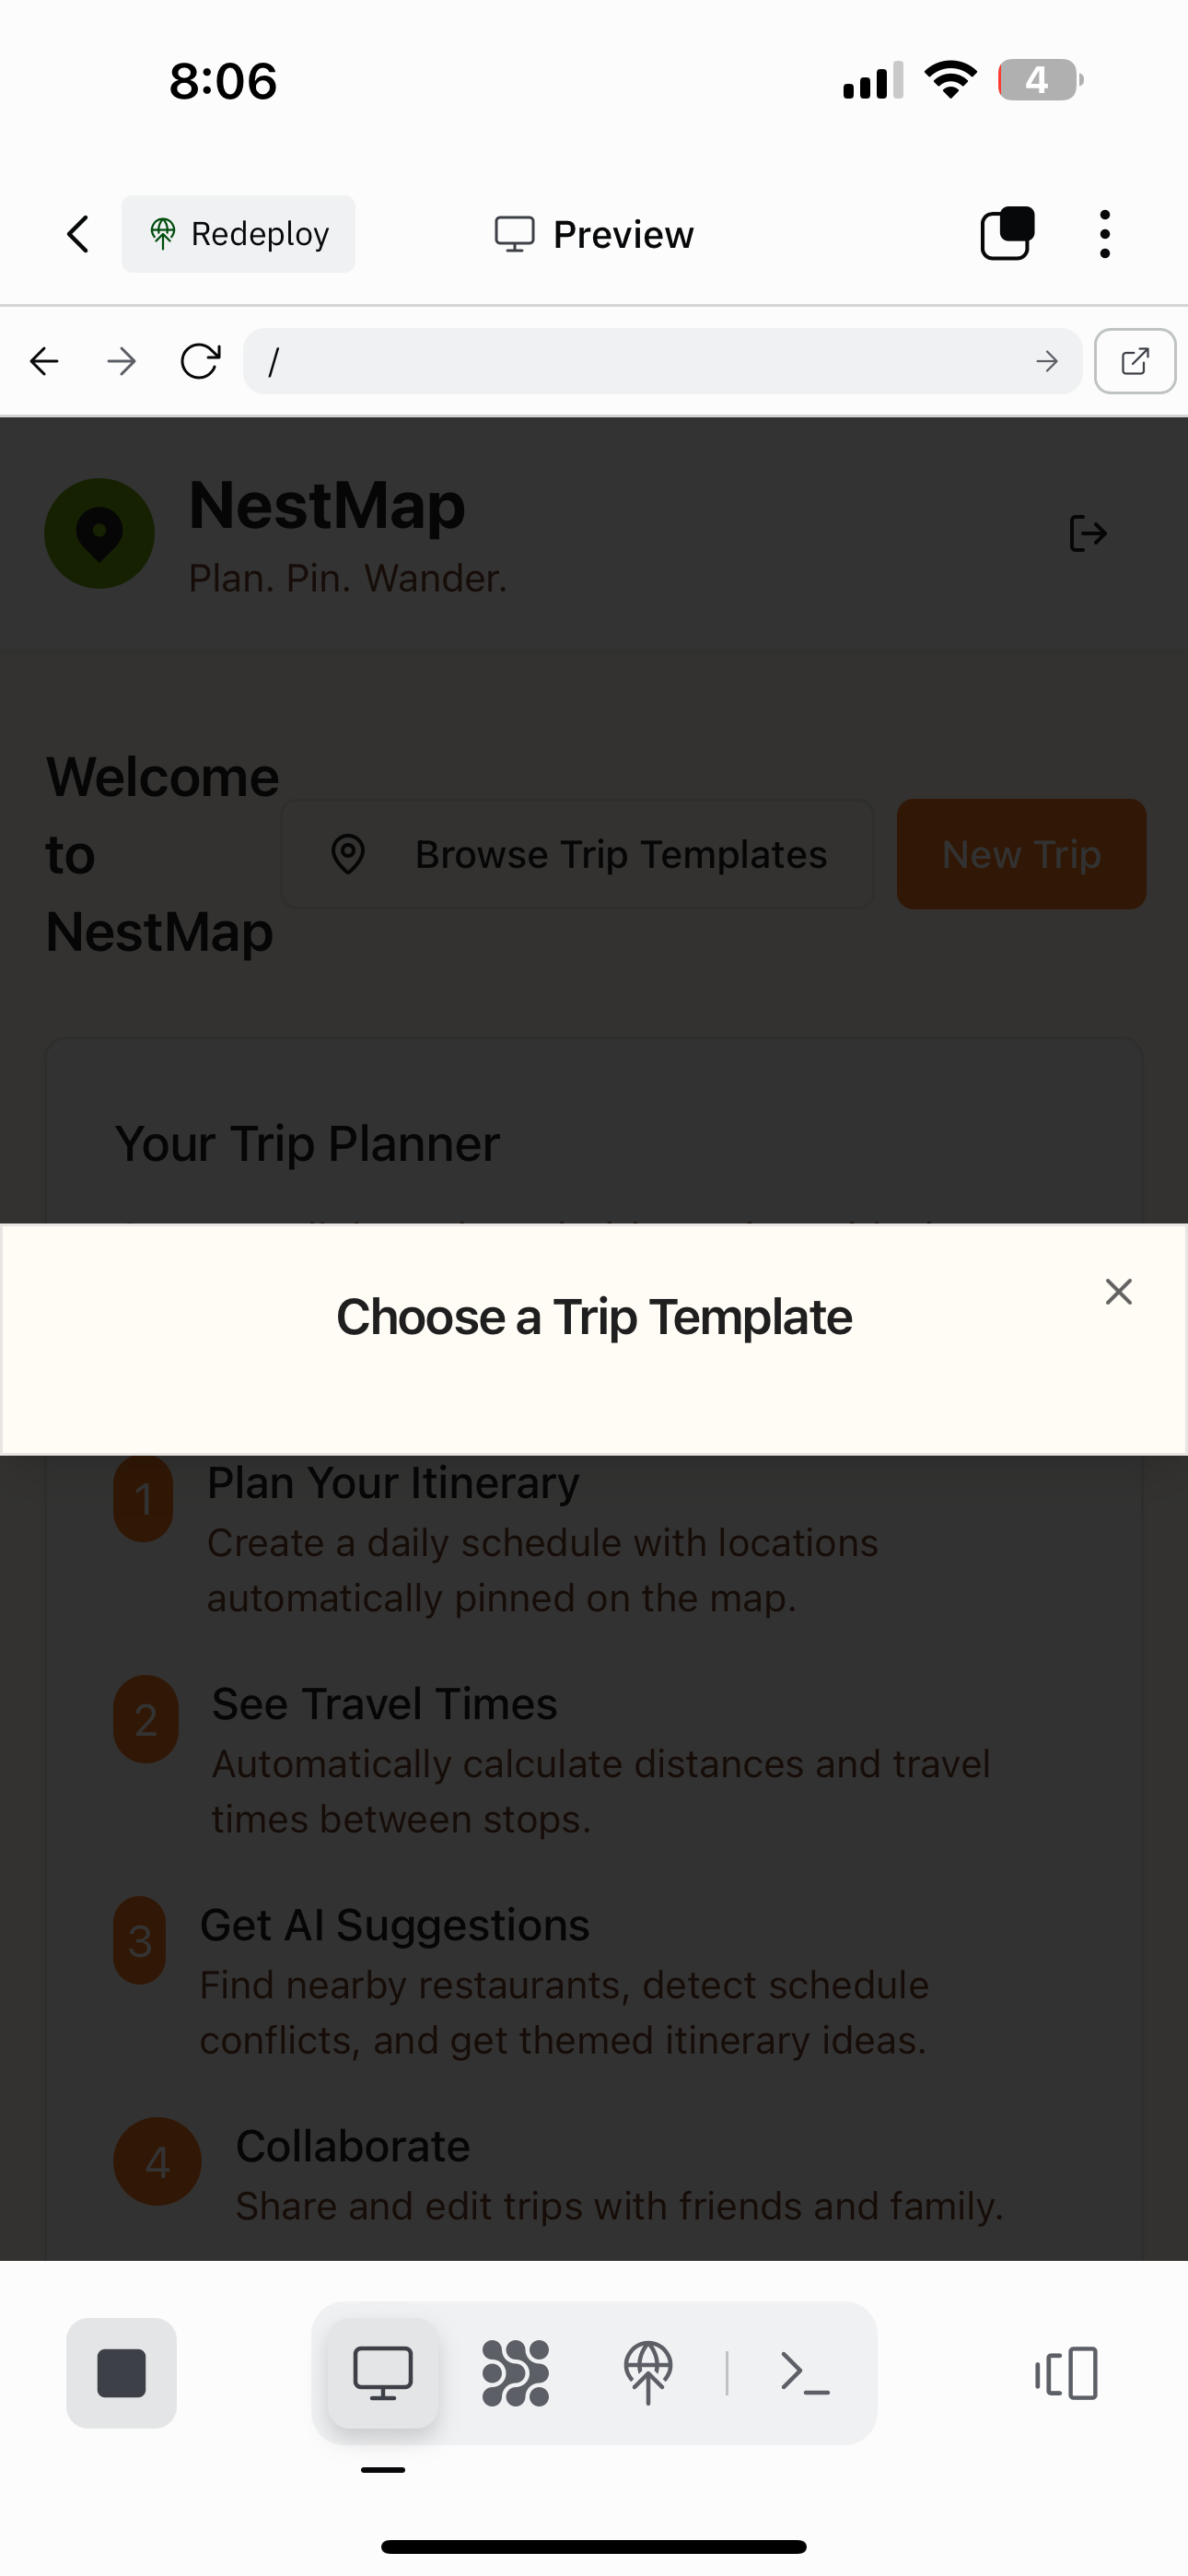 8:06
4
Redeploy
Preview
/
NestMap
Plan. Pin. Wander.
Welcome
to
NestMap
Browse Trip Templates
New Trip
Your Trip Planner
Choose a Trip Template
1
Plan Your Itinerary
Create a daily schedule with locations
automatically pinned on the map.
2
See Travel Times
Automatically calculate distances and travel
times between stops.
3
Get AI Suggestions
Find nearby restaurants, detect schedule
conflicts, and get themed itinerary ideas.
4
Collaborate
Share and edit trips with friends and family.